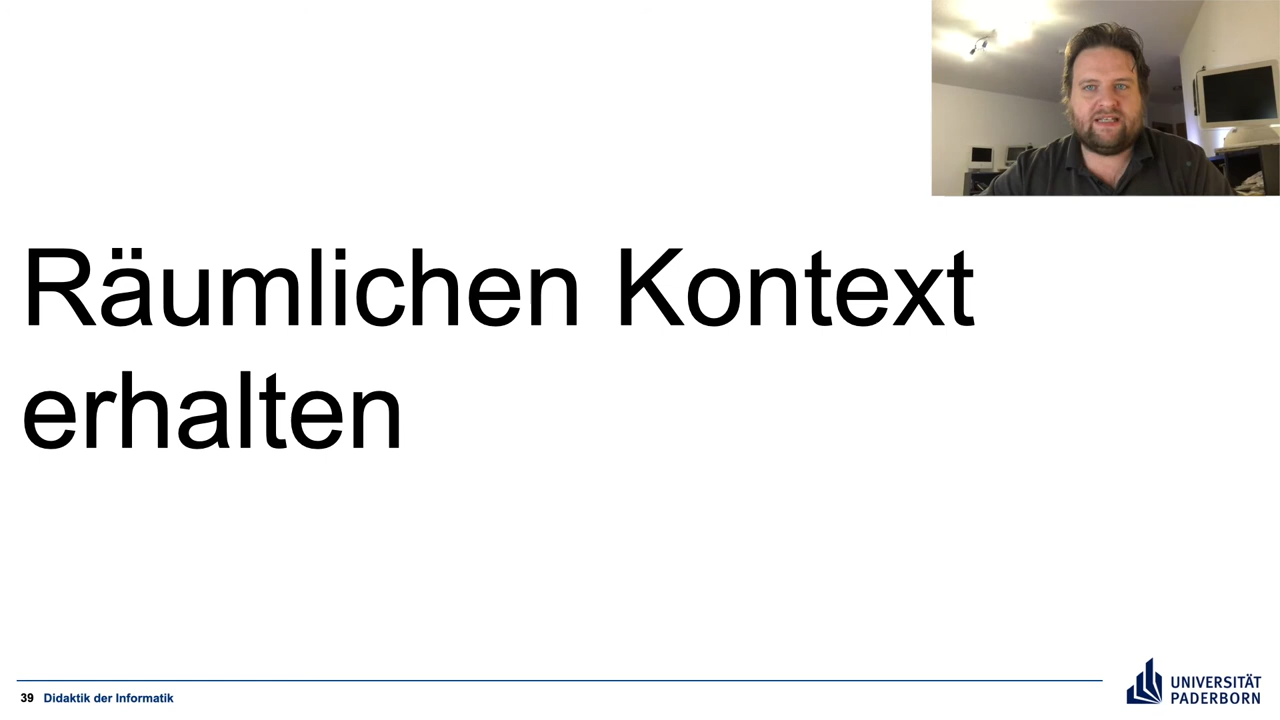 Räumlichen Kontext
erhalten
39 Didaktik der Informatik
UNIVERSITÄT
PADERBORN